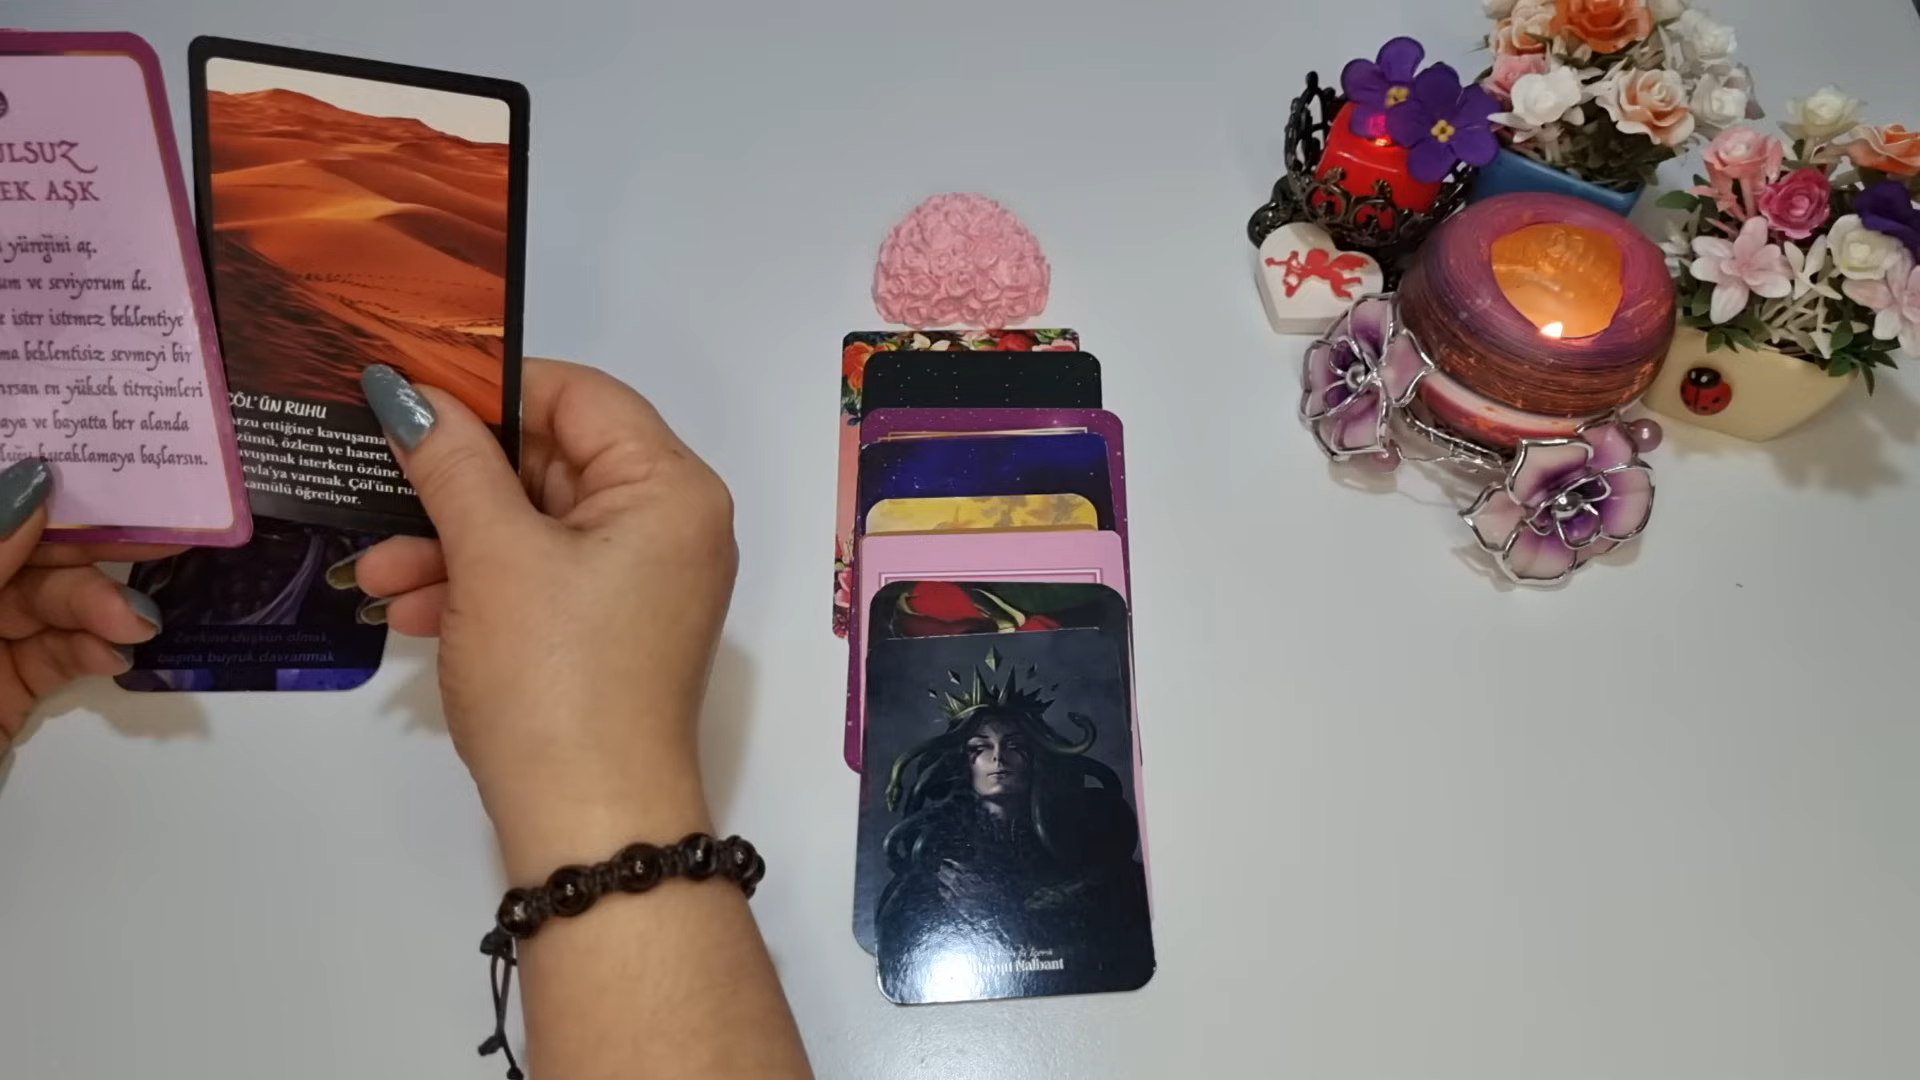 ULSUZ
EK AŞK
yüreğini aç.
um ve seviyorum de.
e ister istemez beklentiye
ma beklentisiz sevmeyi bir
ırsan en yüksek titreşimleri
aya ve hayatta her alanda
kucaklamaya başlarsın.
ÇÖL'ÜN RUHU
arzu ettiğine kavuşama
züntü, özlem ve hasret,
avuşmak isterken özüne
evla'ya varmak. Çöl'ün ru
kamülü öğretiyor.
Zevkine düşkün olmak,
başına buyruk davranmak
Nalbant